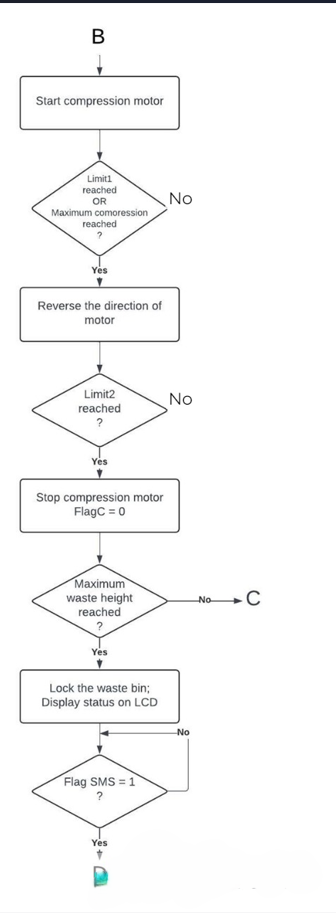 B
Start compression motor
Limit1
reached
OR
Maximum comoression
reached
?
No
Yes
Reverse the direction of
motor
Limit2
reached
?
No
Yes
Stop compression motor
FlagC = 0
Maximum
waste height
reached
?
No
C
Yes
Lock the waste bin;
Display status on LCD
No
Flag SMS = 1
?
Yes
D